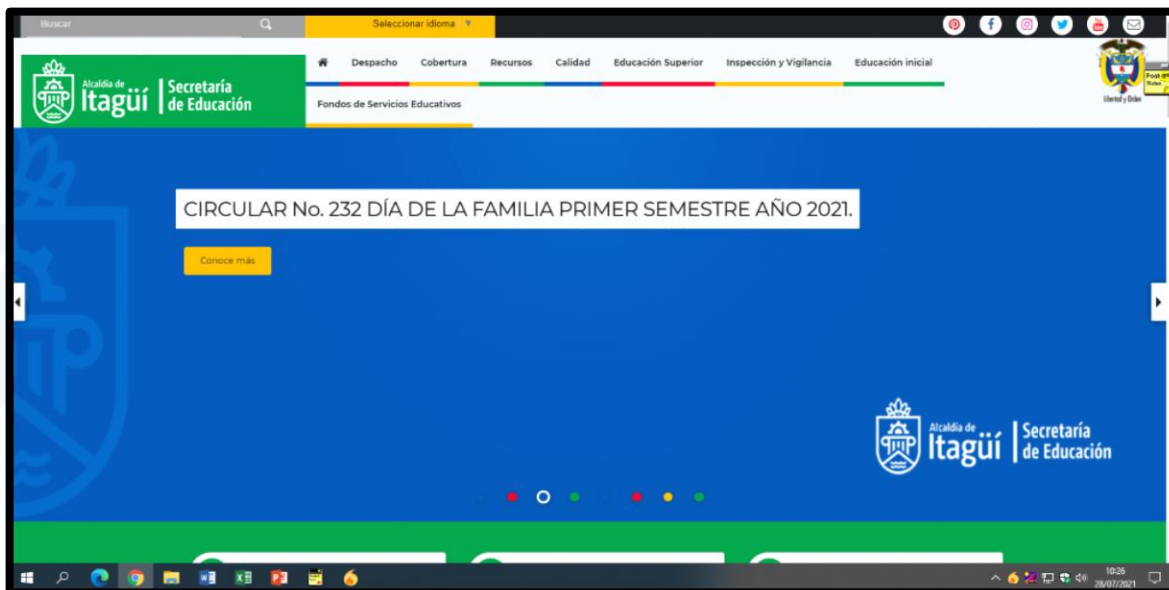 Buscar
Seleccionar idioma ▼
Alcaldía de
Itagüí
Secretaría
de Educación
Despacho Cobertura Recursos Calidad Educación Superior Inspección y Vigilancia Educación inicial
Fondos de Servicios Educativos
Libertad y Orden
CIRCULAR No. 232 DÍA DE LA FAMILIA PRIMER SEMESTRE AÑO 2021.
Conoce más
Alcaldía de
Itagüí
Secretaría
de Educación
10:26
28/07/2021